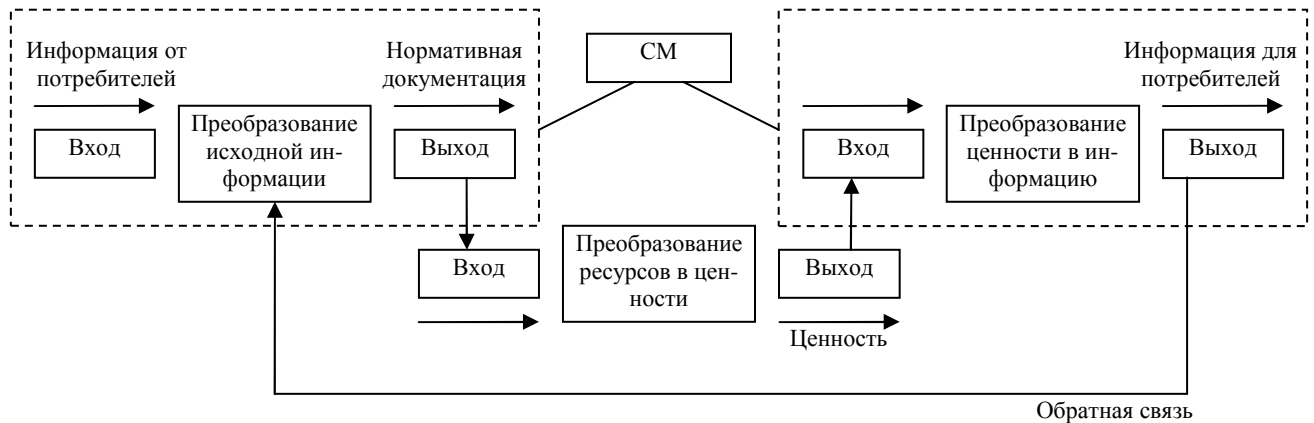 Информация от
потребителей
Нормативная
документация
СМ
Информация для
потребителей
Вход
Преобразование
исходной ин-
формации
Выход
Вход
Преобразование
ценности в ин-
формацию
Выход
Вход
Преобразование
ресурсов в цен-
ности
Выход
Ценность
Обратная связь